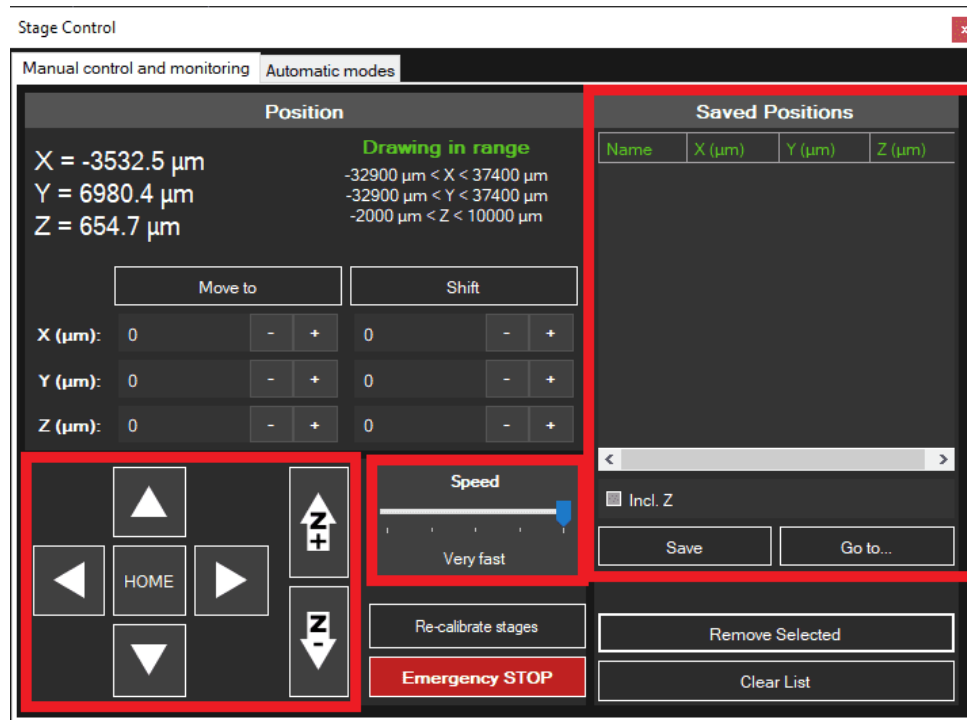 Stage Control
x
Manual control and monitoring
Automatic modes
Position
X = -3532.5 µm
Y = 6980.4 µm
Z = 654.7 µm
Drawing in range
-32900 µm < X < 37400 µm
-32900 µm < Y < 37400 µm
-2000 µm < Z < 10000 µm
Move to
Shift
X (µm): 0 - + 0 - +
Y (µm): 0 - + 0 - +
Z (µm): 0 - + 0 - +
HOME
Z+
Z-
Speed
Very fast
Re-calibrate stages
Emergency STOP
Saved Positions
Name X (µm) Y (µm) Z (µm)
Incl. Z
Save
Go to...
Remove Selected
Clear List